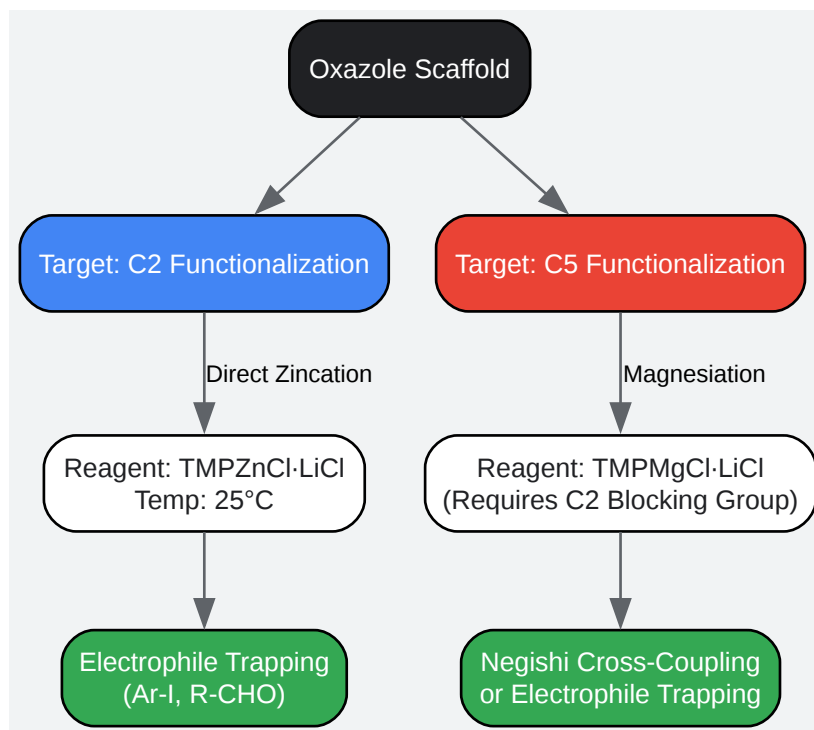 Oxazole Scaffold
Target: C2 Functionalization
Target: C5 Functionalization
Direct Zincation
Magnesiation
Reagent: TMPZnCl·LiCl
Temp: 25°C
Reagent: TMPMgCl·LiCl
(Requires C2 Blocking Group)
Electrophile Trapping
(Ar-I, R-CHO)
Negishi Cross-Coupling
or Electrophile Trapping